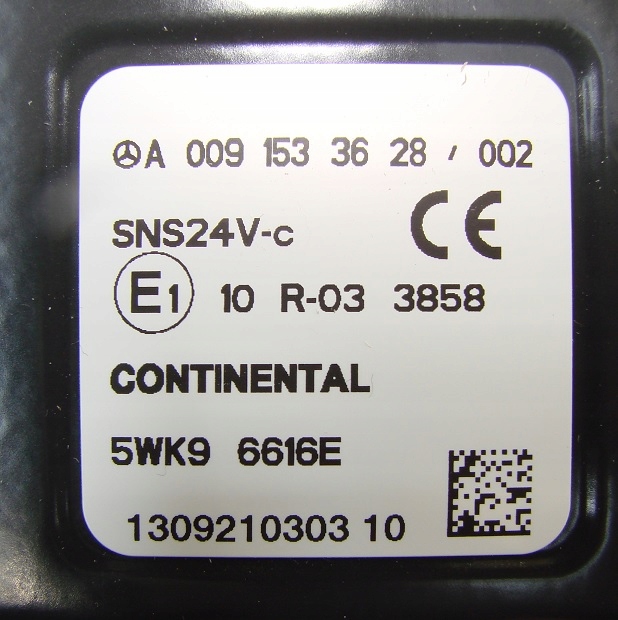 A 009 153 36 28 / 002
SNS24V-c CE
E1 10 R-03 3858
CONTINENTAL
5WK9 6616E
1309210303 10